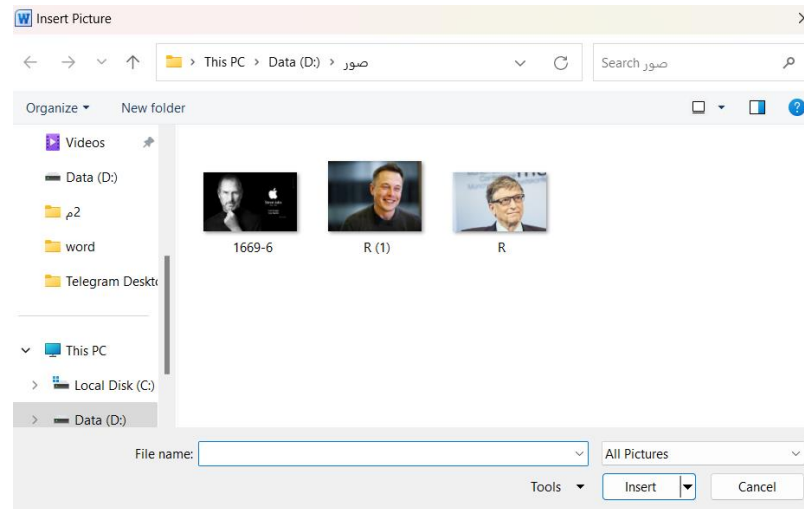 Insert Picture
This PC > Data (D:) > صور
Search صور
Organize
New folder
Videos
Data (D:)
2م
word
Telegram Deskt
This PC
Local Disk (C:)
Data (D:)
1669-6
R (1)
R
File name:
All Pictures
Tools
Insert
Cancel